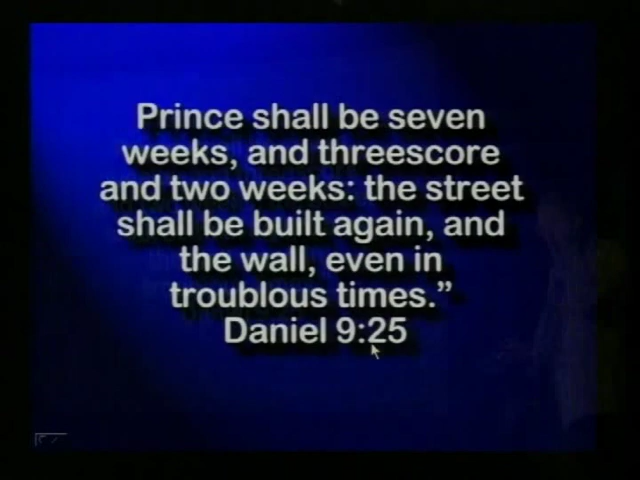 Prince shall be seven
weeks, and threescore
and two weeks: the street
shall be built again, and
the wall, even in
troublous times.”
Daniel 9:25